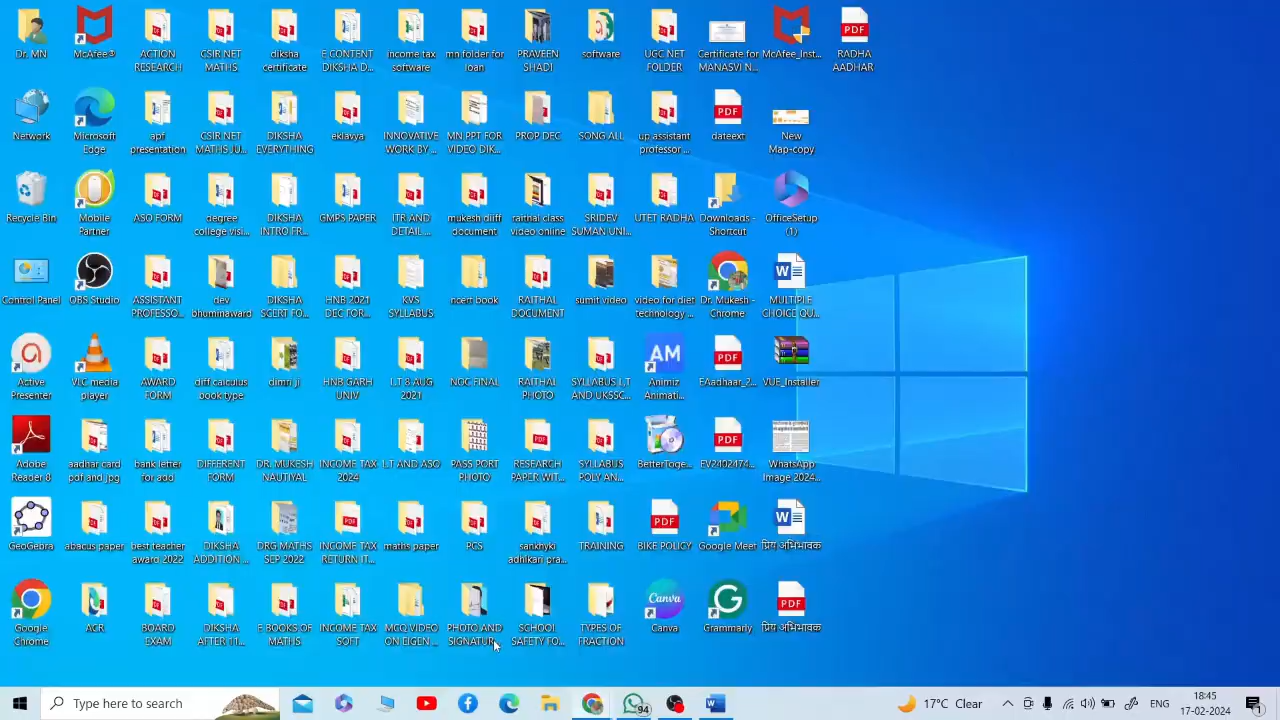 Dr. MN
McAfee®
ACTION
RESEARCH
CSIR NET
MATHS
diksha
certificate
E CONTENT
DIKSHA D...
income tax
software
mn folder for
loan
PRAVEEN
SHADI
software
UGC NET
FOLDER
Certificate for
MANASVI N...
McAfee_Inst...
RADHA
AADHAR
Network
Microsoft
Edge
apf
presentation
CSIR NET
MATHS JU...
DIKSHA
EVERYTHING
eklavya
INNOVATIVE
WORK BY ...
MN PPT FOR
VIDEO DIK...
PROP DEC
SONG ALL
up assistant
professor ...
dateext
New
Map-copy
Recycle Bin
Mobile
Partner
ASO FORM
degree
college visi...
DIKSHA
INTRO FR...
GMPS PAPER
ITR AND
DETAIL ...
mukesh dliff
document
raithal class
video online
SRIDEV
SUMAN UNI...
UTET RADHA
Downloads -
Shortcut
OfficeSetup
(1)
Control Panel
OBS Studio
ASSISTANT
PROFESSO...
dev
bhuminaward
DIKSHA
SCERT FO...
HNB 2021
DEC FOR...
KVS
SYLLABUS
ncert book
RAITHAL
DOCUMENT
sumit video
video for diet
technology ...
Dr. Mukesh -
Chrome
MULTIPLE
CHOICE QU...
Active
Presenter
VLC media
player
AWARD
FORM
diff calculus
book type
dimri ji
HNB GARH
UNIV
I.T 8 AUG
2021
NOC FINAL
RAITHAL
PHOTO
SYLLABUS I,T
AND UKSSC...
AM
Animiz
Animati...
EAadhaar_2...
VUE_Installer
Adobe
Reader 8
aadhar card
pdf and jpg
bank letter
for add
DIFFERENT
FORM
DR. MUKESH
NAUTIYAL
INCOME TAX
2024
I.T AND ASO
PASS PORT
PHOTO
RESEARCH
PAPER WIT...
SYLLABUS
POLY AN...
BetterToge...
EV2402474...
WhatsApp
Image 2024...
GeoGebra
abacus paper
best teacher
award 2022
DIKSHA
ADDITION...
DRG MATHS
SEP 2022
INCOME TAX
RETURN IT...
maths paper
PCS
sankhyki
adhikari pra...
TRAINING
BIKE POLICY
Google Meet
प्रिय अभिभावक
Google
Chrome
ACR
BOARD
EXAM
DIKSHA
AFTER 11...
E BOOKS OF
MATHS
INCOME TAX
SOFT
MCQ VIDEO
ON EIGEN...
PHOTO AND
SIGNATUR...
SCHOOL
SAFETY FO...
TYPES OF
FRACTION
Canva
Canva
Grammarly
प्रिय अभिभावक
Type here to search
94
17°C Clear
ENG
18:45
17-02-2024